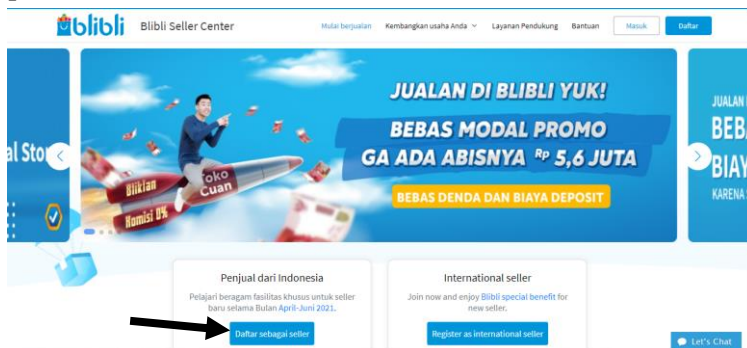 blibli Blibli Seller Center Mulai berjualan Kembangkan usaha Anda Layanan Pendukung Bantuan Masuk Daftar
JUALAN DI BLIBLI YUK!
BEBAS MODAL PROMO
GA ADA ABISNYA Rp 5,6 JUTA
BEBAS DENDA DAN BIAYA DEPOSIT
Bliklan
Komisi 0%
Toko
Cuan
al Sto
JUALAN
BEB
BIAY
KARENA
Penjual dari Indonesia
Pelajari beragam fasilitas khusus untuk seller
baru selama Bulan April-Juni 2021.
Daftar sebagai seller
International seller
Join now and enjoy Blibli special benefit for
new seller.
Register as international seller
Let's Chat